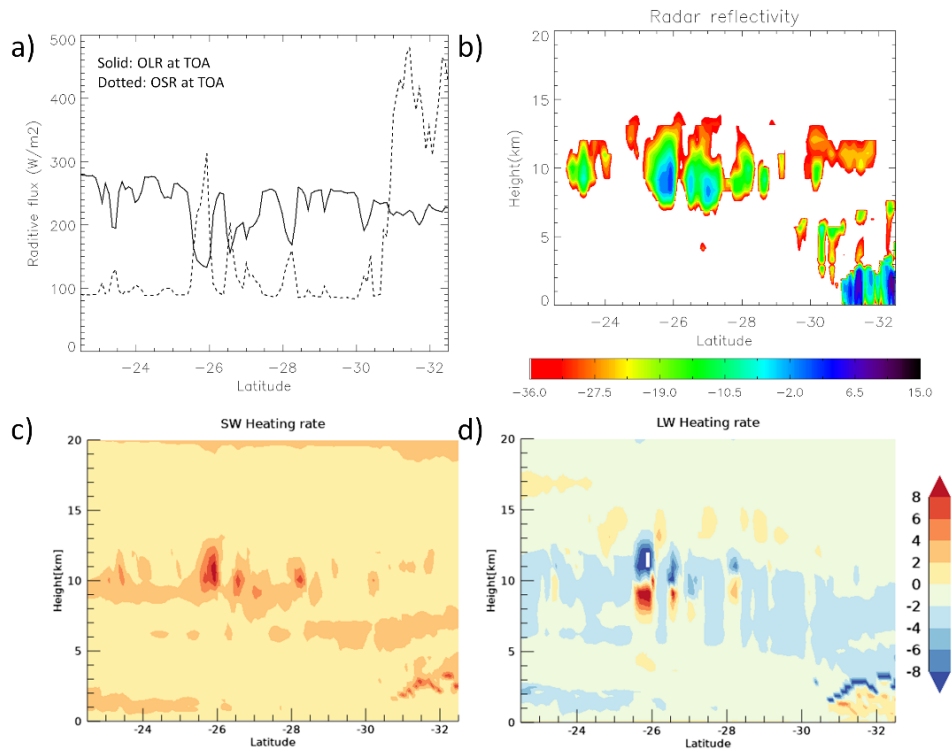 a)
Solid: OLR at TOA
Dotted: OSR at TOA
500
400
300
200
100
0
Raditive flux (W/m2)
-24 -26 -28 -30 -32
Latitude
b)
Radar reflectivity
20
15
10
5
0
Height(km)
-24 -26 -28 -30 -32
Latitude
-36.0 -27.5 -19.0 -10.5 -2.0 6.5 15.0
c)
SW Heating rate
20
15
10
5
0
Height[km]
-24 -26 -28 -30 -32
Latitude
d)
LW Heating rate
20
15
10
5
0
Height[km]
-24 -26 -28 -30 -32
Latitude
8
6
4
2
0
-2
-4
-6
-8